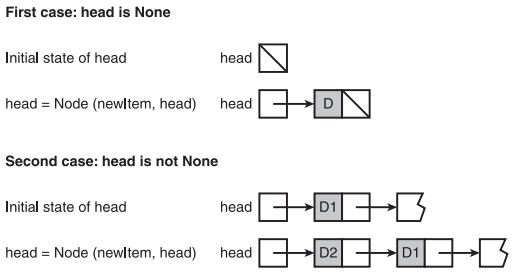 First case: head is None
Initial state of head head
head = Node (newItem, head) head D
Second case: head is not None
Initial state of head head D1
head = Node (newItem, head) head D2 D1